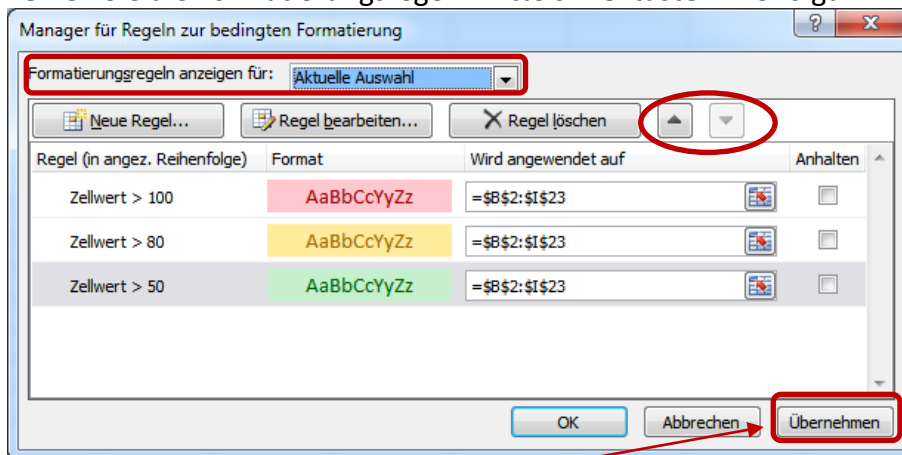 Manager für Regeln zur bedingten Formatierung
Formatierungsregeln anzeigen für: Aktuelle Auswahl
Neue Regel... Regel bearbeiten... Regel löschen
Regel (in angez. Reihenfolge) Format Wird angewendet auf Anhalten
Zellwert > 100 AaBbCcYyZz =$B$2:$I$23
Zellwert > 80 AaBbCcYyZz =$B$2:$I$23
Zellwert > 50 AaBbCcYyZz =$B$2:$I$23
OK Abbrechen Übernehmen